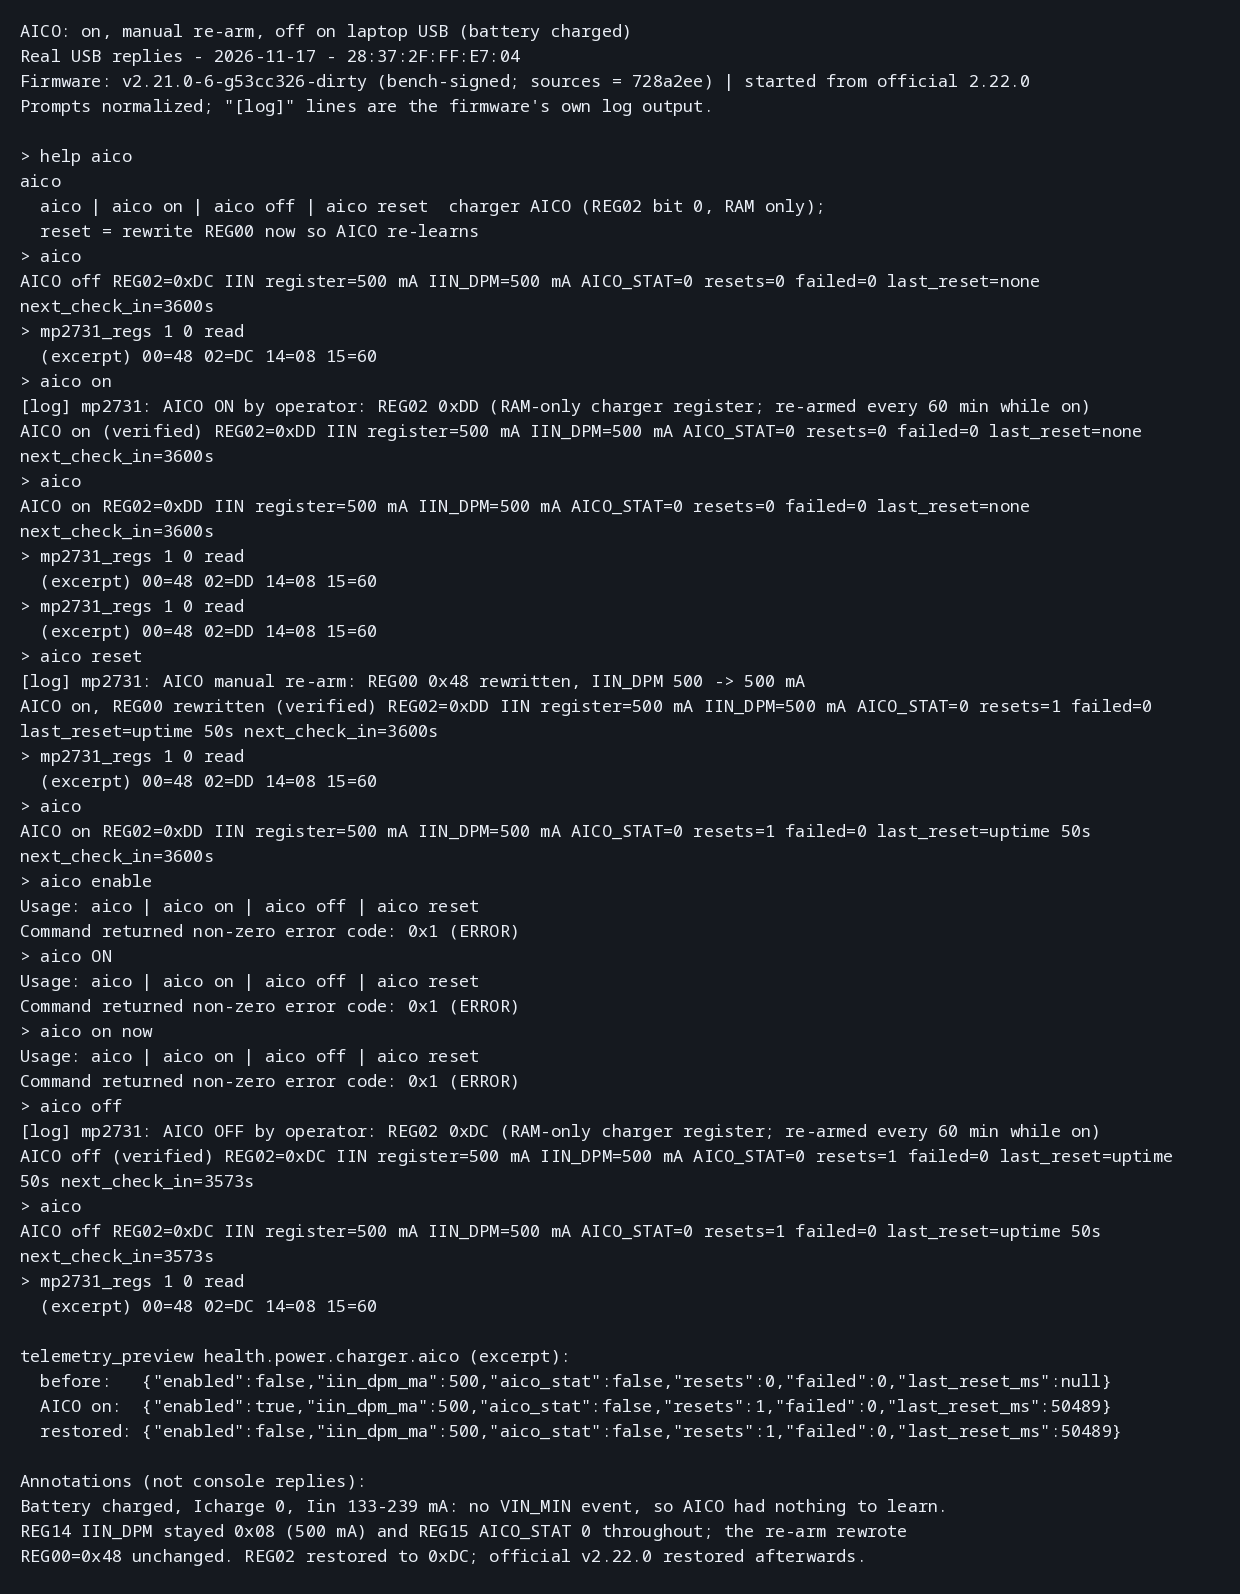 AICO: on, manual re-arm, off on laptop USB (battery charged)
Real USB replies - 2026-11-17 - 28:37:2F:FF:E7:04
Firmware: v2.21.0-6-g53cc326-dirty (bench-signed; sources = 728a2ee) | started from official 2.22.0
Prompts normalized; "[log]" lines are the firmware's own log output.

> help aico
aico
  aico | aico on | aico off | aico reset  charger AICO (REG02 bit 0, RAM only);
  reset = rewrite REG00 now so AICO re-learns
> aico
AICO off REG02=0xDC IIN register=500 mA IIN_DPM=500 mA AICO_STAT=0 resets=0 failed=0 last_reset=none
next_check_in=3600s
> mp2731_regs 1 0 read
  (excerpt) 00=48 02=DC 14=08 15=60
> aico on
[log] mp2731: AICO ON by operator: REG02 0xDD (RAM-only charger register; re-armed every 60 min while on)
AICO on (verified) REG02=0xDD IIN register=500 mA IIN_DPM=500 mA AICO_STAT=0 resets=0 failed=0 last_reset=none
next_check_in=3600s
> aico
AICO on REG02=0xDD IIN register=500 mA IIN_DPM=500 mA AICO_STAT=0 resets=0 failed=0 last_reset=none
next_check_in=3600s
> mp2731_regs 1 0 read
  (excerpt) 00=48 02=DD 14=08 15=60
> mp2731_regs 1 0 read
  (excerpt) 00=48 02=DD 14=08 15=60
> aico reset
[log] mp2731: AICO manual re-arm: REG00 0x48 rewritten, IIN_DPM 500 -> 500 mA
AICO on, REG00 rewritten (verified) REG02=0xDD IIN register=500 mA IIN_DPM=500 mA AICO_STAT=0 resets=1 failed=0
last_reset=uptime 50s next_check_in=3600s
> mp2731_regs 1 0 read
  (excerpt) 00=48 02=DD 14=08 15=60
> aico
AICO on REG02=0xDD IIN register=500 mA IIN_DPM=500 mA AICO_STAT=0 resets=1 failed=0 last_reset=uptime 50s
next_check_in=3600s
> aico enable
Usage: aico | aico on | aico off | aico reset
Command returned non-zero error code: 0x1 (ERROR)
> aico ON
Usage: aico | aico on | aico off | aico reset
Command returned non-zero error code: 0x1 (ERROR)
> aico on now
Usage: aico | aico on | aico off | aico reset
Command returned non-zero error code: 0x1 (ERROR)
> aico off
[log] mp2731: AICO OFF by operator: REG02 0xDC (RAM-only charger register; re-armed every 60 min while on)
AICO off (verified) REG02=0xDC IIN register=500 mA IIN_DPM=500 mA AICO_STAT=0 resets=1 failed=0 last_reset=uptime
50s next_check_in=3573s
> aico
AICO off REG02=0xDC IIN register=500 mA IIN_DPM=500 mA AICO_STAT=0 resets=1 failed=0 last_reset=uptime 50s
next_check_in=3573s
> mp2731_regs 1 0 read
  (excerpt) 00=48 02=DC 14=08 15=60

telemetry_preview health.power.charger.aico (excerpt):
  before:   {"enabled":false,"iin_dpm_ma":500,"aico_stat":false,"resets":0,"failed":0,"last_reset_ms":null}
  AICO on:  {"enabled":true,"iin_dpm_ma":500,"aico_stat":false,"resets":1,"failed":0,"last_reset_ms":50489}
  restored: {"enabled":false,"iin_dpm_ma":500,"aico_stat":false,"resets":1,"failed":0,"last_reset_ms":50489}

Annotations (not console replies):
Battery charged, Icharge 0, Iin 133-239 mA: no VIN_MIN event, so AICO had nothing to learn.
REG14 IIN_DPM stayed 0x08 (500 mA) and REG15 AICO_STAT 0 throughout; the re-arm rewrote
REG00=0x48 unchanged. REG02 restored to 0xDC; official v2.22.0 restored afterwards.